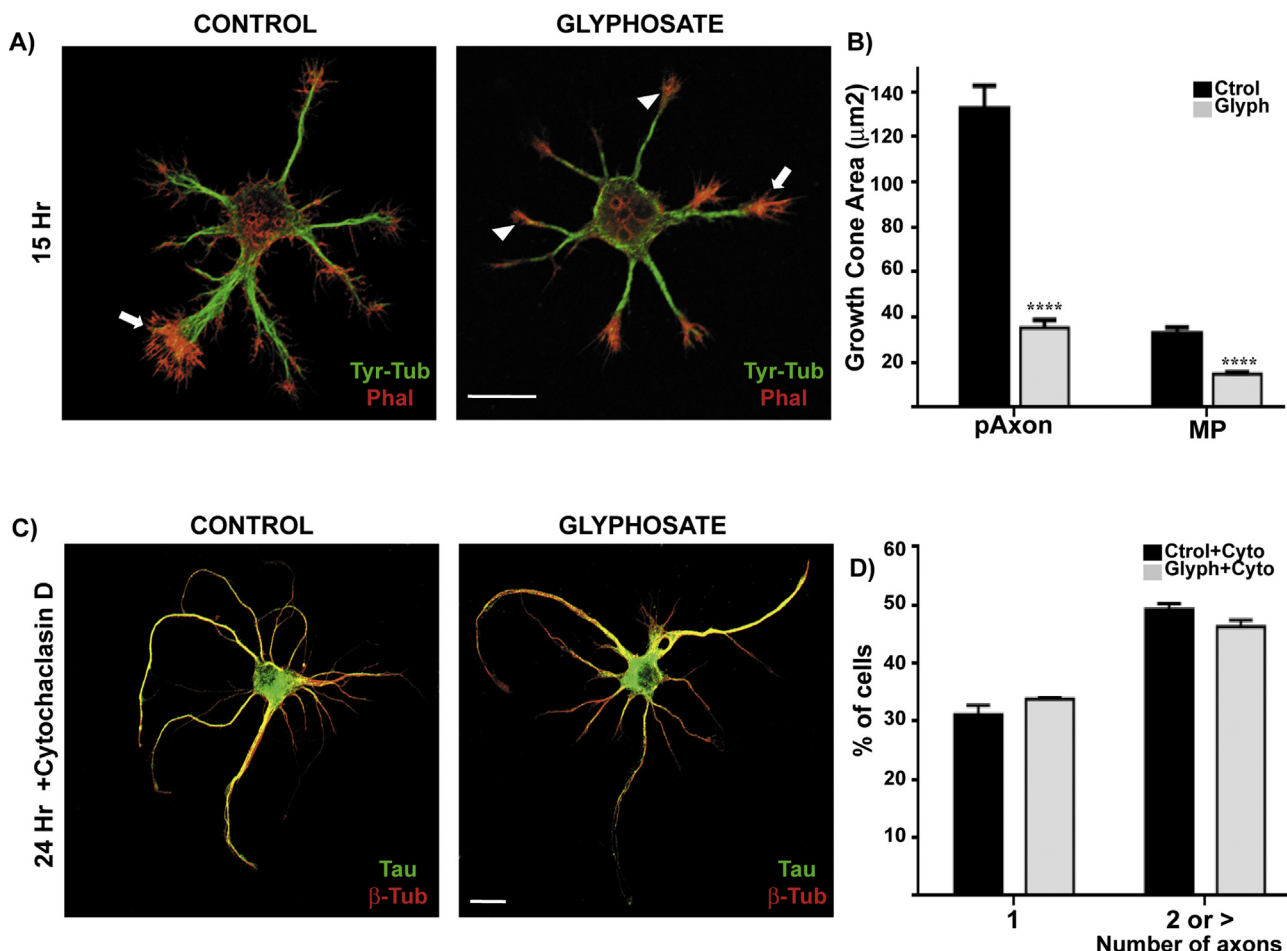 A)
CONTROL
GLYPHOSATE
15 Hr
Tyr-Tub
Phal
Tyr-Tub
Phal
B)
Growth Cone Area (μm2)
140
120
100
80
60
40
20
Ctrol
Glyph
****
****
pAxon
MP
C)
CONTROL
GLYPHOSATE
24 Hr +Cytochaclasin D
Tau
β-Tub
Tau
β-Tub
D)
% of cells
60
50
40
30
20
10
Ctrol+Cyto
Glyph+Cyto
1
2 or >
Number of axons